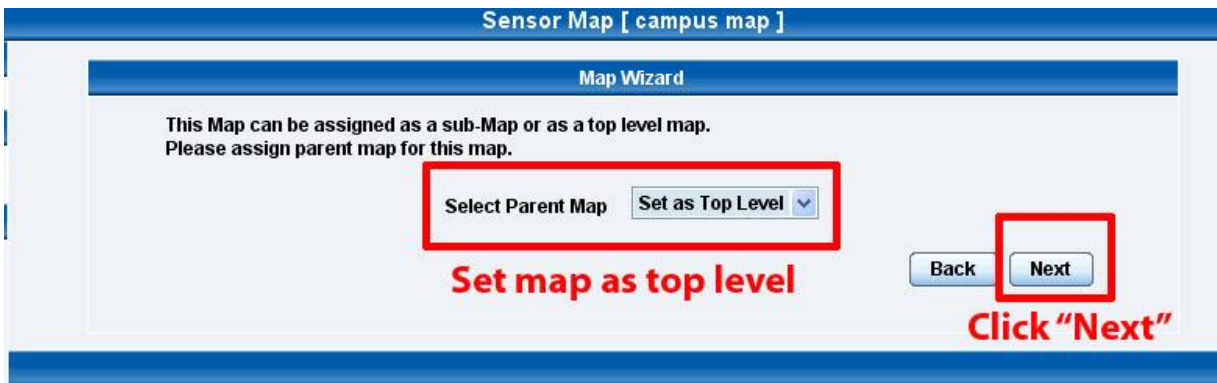 Sensor Map [ campus map ]
Map Wizard
This Map can be assigned as a sub-Map or as a top level map.
Please assign parent map for this map.
Select Parent Map Set as Top Level
Back Next
Set map as top level
Click “Next”